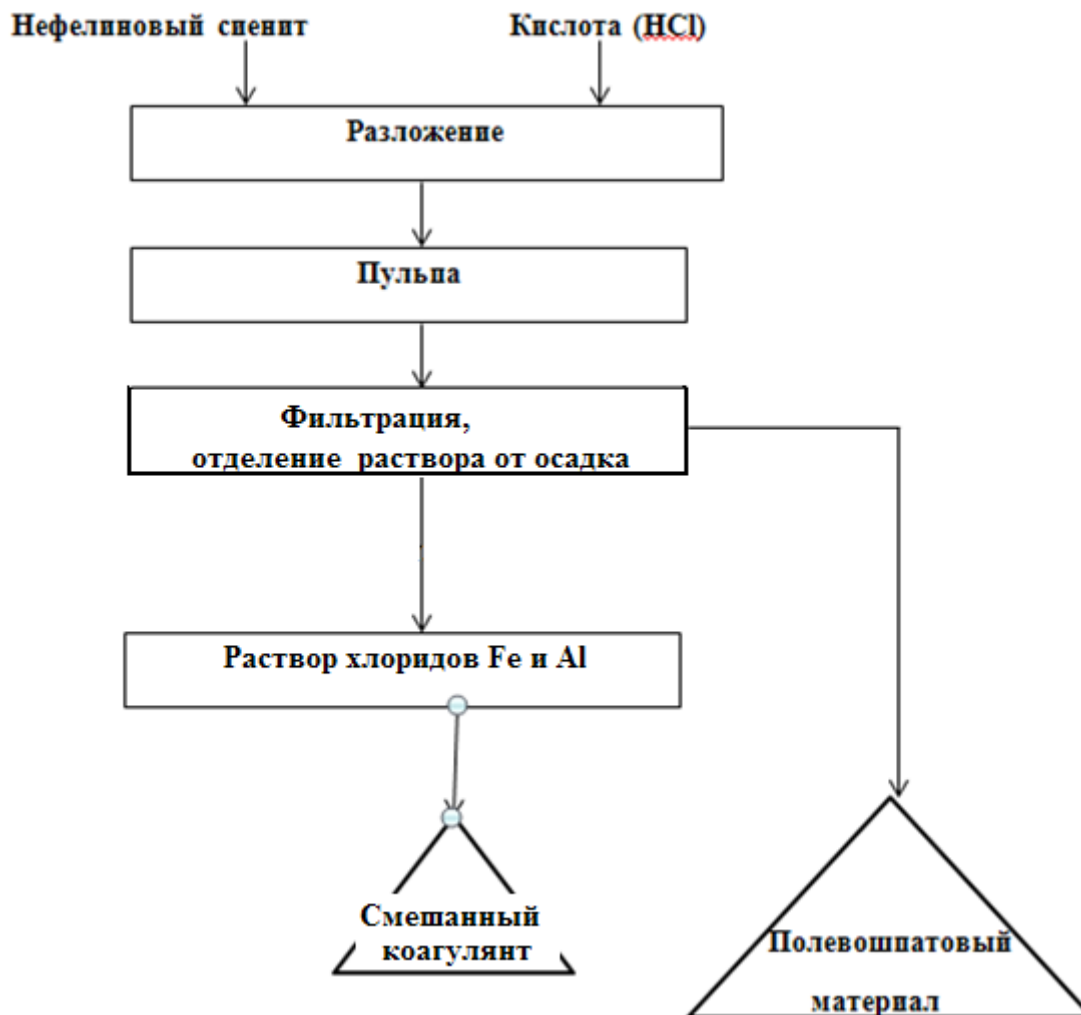 Нефелиновый сиенит
Кислота (HCl)
Разложение
Пульпа
Фильтрация,
отделение раствора от осадка
Раствор хлоридов Fe и Al
Смешанный
коагулянт
Полевошпатовый
материал